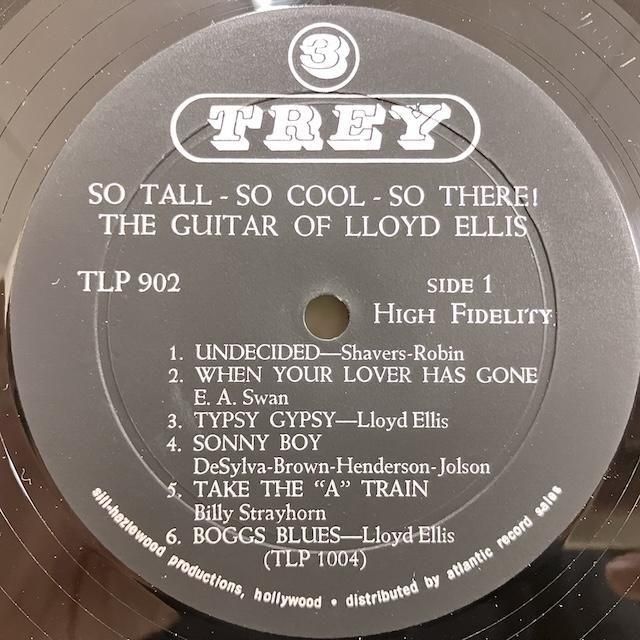 3
TREY
SO TALL - SO COOL - SO THERE!
THE GUITAR OF LLOYD ELLIS
TLP 902
SIDE 1
HIGH FIDELITY
1. UNDECIDED—Shavers-Robin
2. WHEN YOUR LOVER HAS GONE
E. A. Swan
3. TYPSY GYPSY—Lloyd Ellis
4. SONNY BOY
DeSylva-Brown-Henderson-Jolson
5. TAKE THE “A” TRAIN
Billy Strayhorn
6. BOGGS BLUES—Lloyd Ellis
(TLP 1004)
sill-hazlewood productions, hollywood • distributed by atlantic record sales